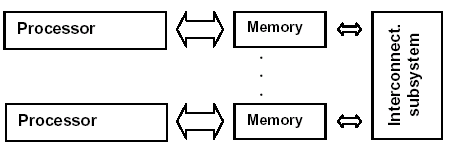 Processor
Memory
Processor
Memory
Interconnect.
subsystem